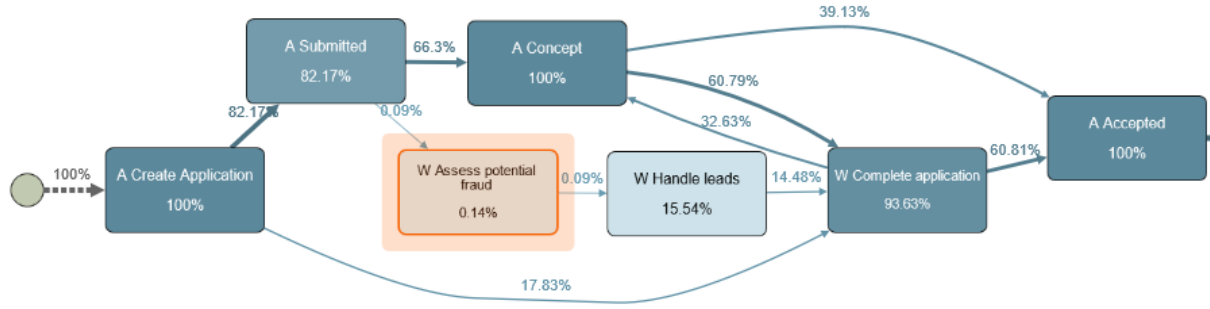 39.13%
A Submitted
82.17%
66.3%
A Concept
100%
60.79%
82.17%
0.09%
32.63%
A Accepted
100%
60.81%
100%
A Create Application
100%
W Assess potential
fraud
0.14%
0.09%
W Handle leads
15.54%
14.48%
W Complete application
93.63%
17.83%